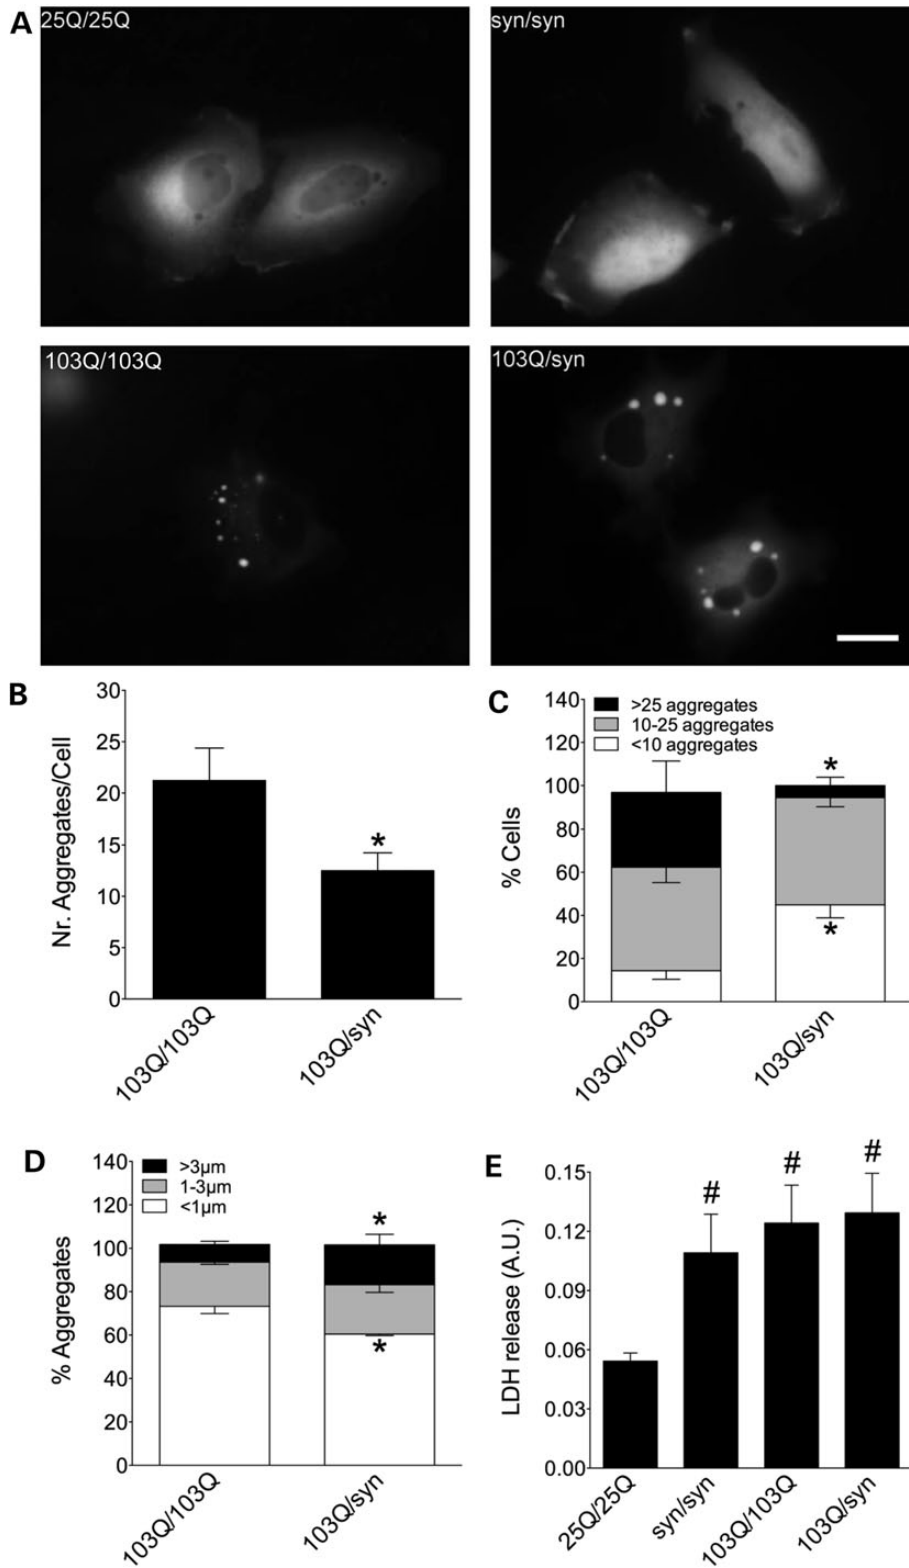 A
25Q/25Q
syn/syn
103Q/103Q
103Q/syn
B
Nr. Aggregates/Cell
30
25
20
15
10
5
0
103Q/103Q
103Q/syn
*
C
% Cells
140
120
100
80
60
40
20
0
>25 aggregates
10-25 aggregates
<10 aggregates
*
*
103Q/103Q
103Q/syn
D
% Aggregates
140
120
100
80
60
40
20
0
>3µm
1-3µm
<1µm
*
*
103Q/103Q
103Q/syn
E
LDH release (A.U.)
0.15
0.12
0.09
0.06
0.03
0.00
#
#
#
25Q/25Q
syn/syn
103Q/103Q
103Q/syn